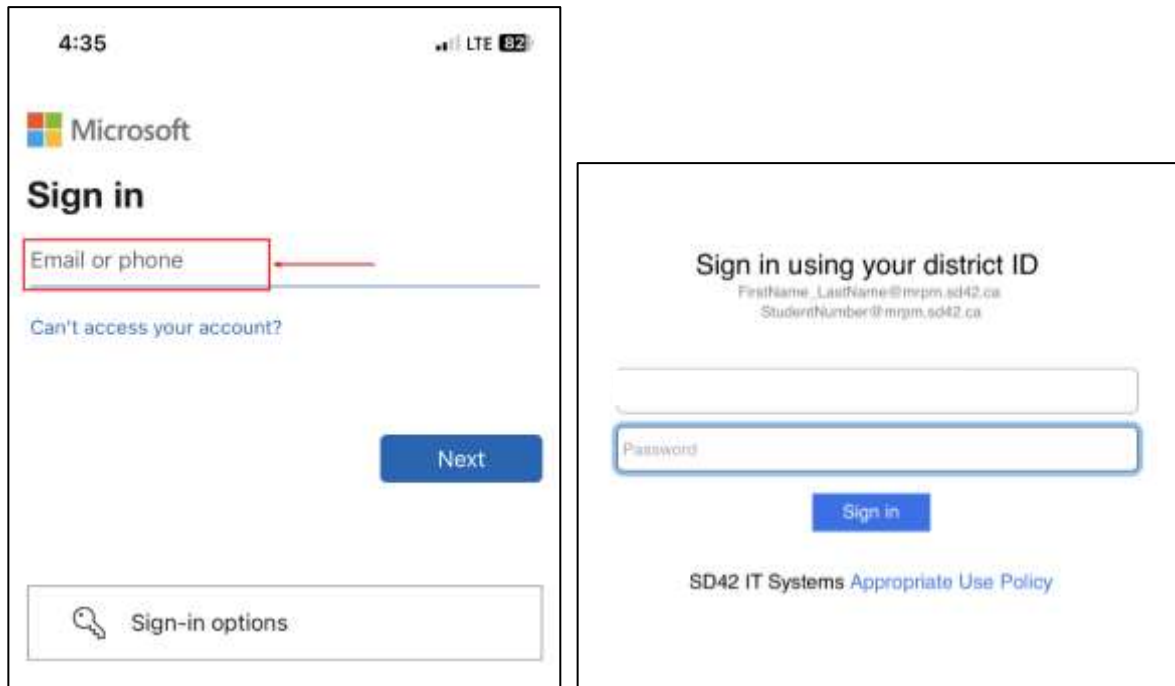 4:35 LTE 82
Microsoft
Sign in
Email or phone
Can't access your account?
Next
Sign-in options
Sign in using your district ID
FirstName_LastName@mrpm.sd42.ca
StudentNumber@mrpm.sd42.ca
Password
Sign in
SD42 IT Systems Appropriate Use Policy